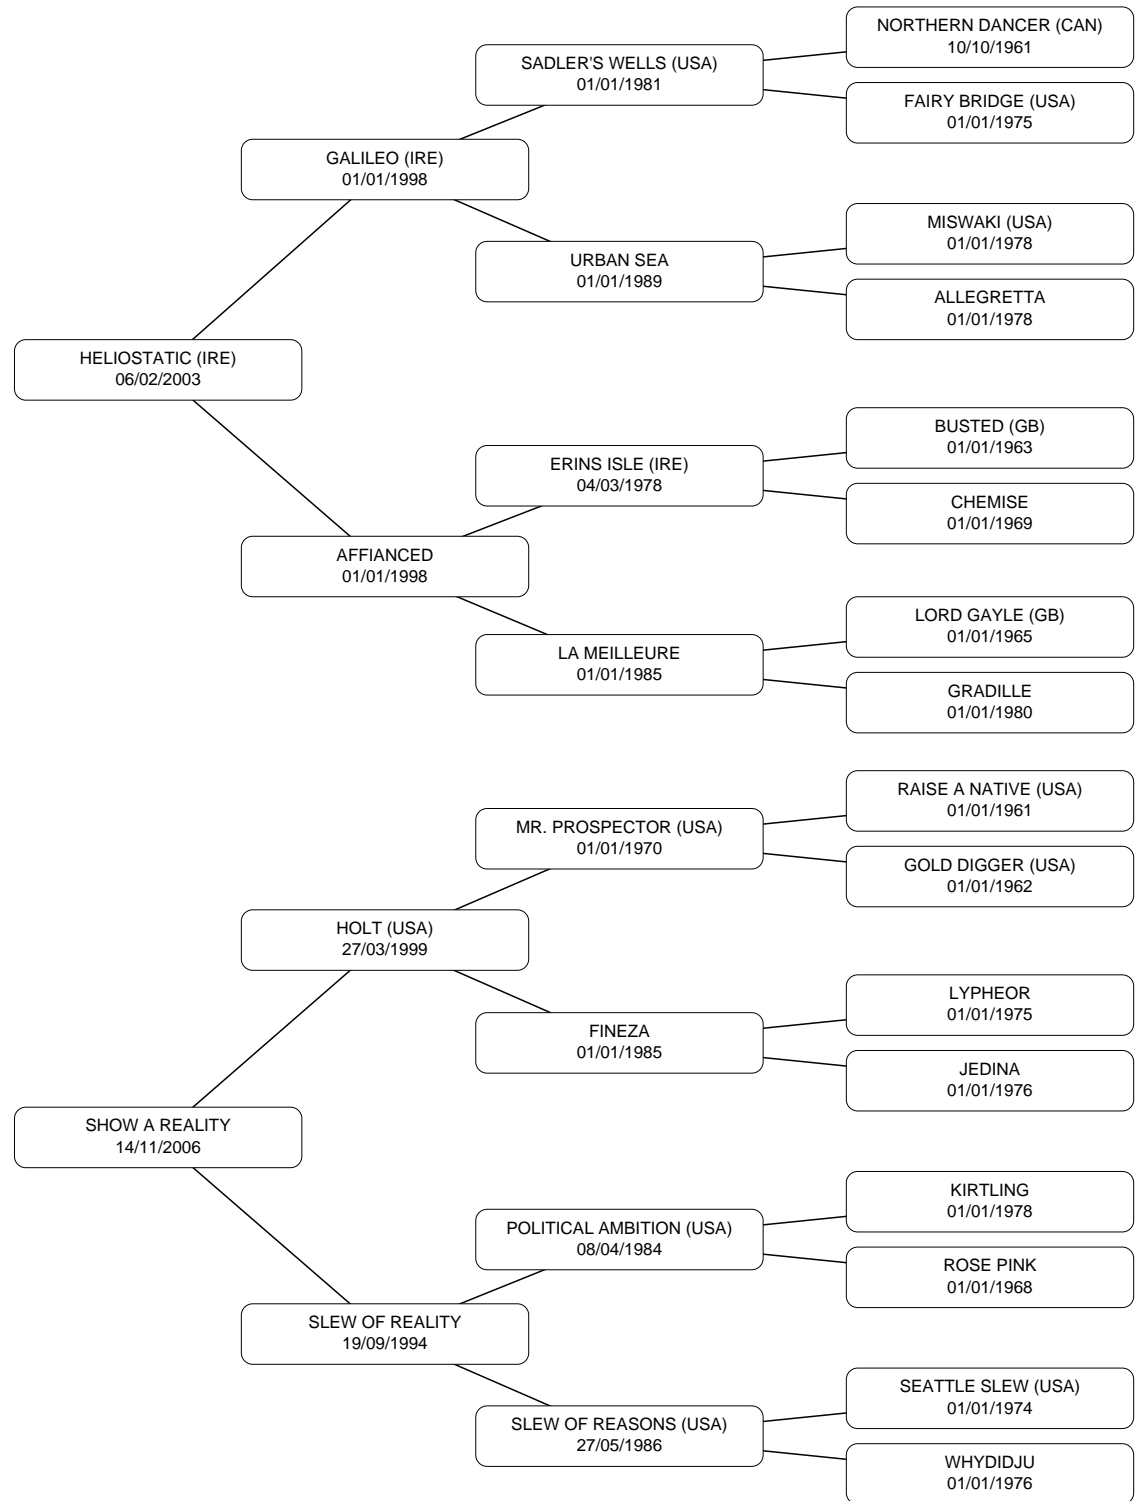 NORTHERN DANCER (CAN)
10/10/1961
SADLER'S WELLS (USA)
01/01/1981
FAIRY BRIDGE (USA)
01/01/1975
GALILEO (IRE)
01/01/1998
MISWAKI (USA)
01/01/1978
URBAN SEA
01/01/1989
ALLEGRETTA
01/01/1978
HELIOSTATIC (IRE)
06/02/2003
BUSTED (GB)
01/01/1963
ERINS ISLE (IRE)
04/03/1978
CHEMISE
01/01/1969
AFFIANCED
01/01/1998
LORD GAYLE (GB)
01/01/1965
LA MEILLEURE
01/01/1985
GRADILLE
01/01/1980
RAISE A NATIVE (USA)
01/01/1961
MR. PROSPECTOR (USA)
01/01/1970
GOLD DIGGER (USA)
01/01/1962
HOLT (USA)
27/03/1999
LYPHEOR
01/01/1975
FINEZA
01/01/1985
JEDINA
01/01/1976
SHOW A REALITY
14/11/2006
KIRTLING
01/01/1978
POLITICAL AMBITION (USA)
08/04/1984
ROSE PINK
01/01/1968
SLEW OF REALITY
19/09/1994
SEATTLE SLEW (USA)
01/01/1974
SLEW OF REASONS (USA)
27/05/1986
WHYDIDJU
01/01/1976